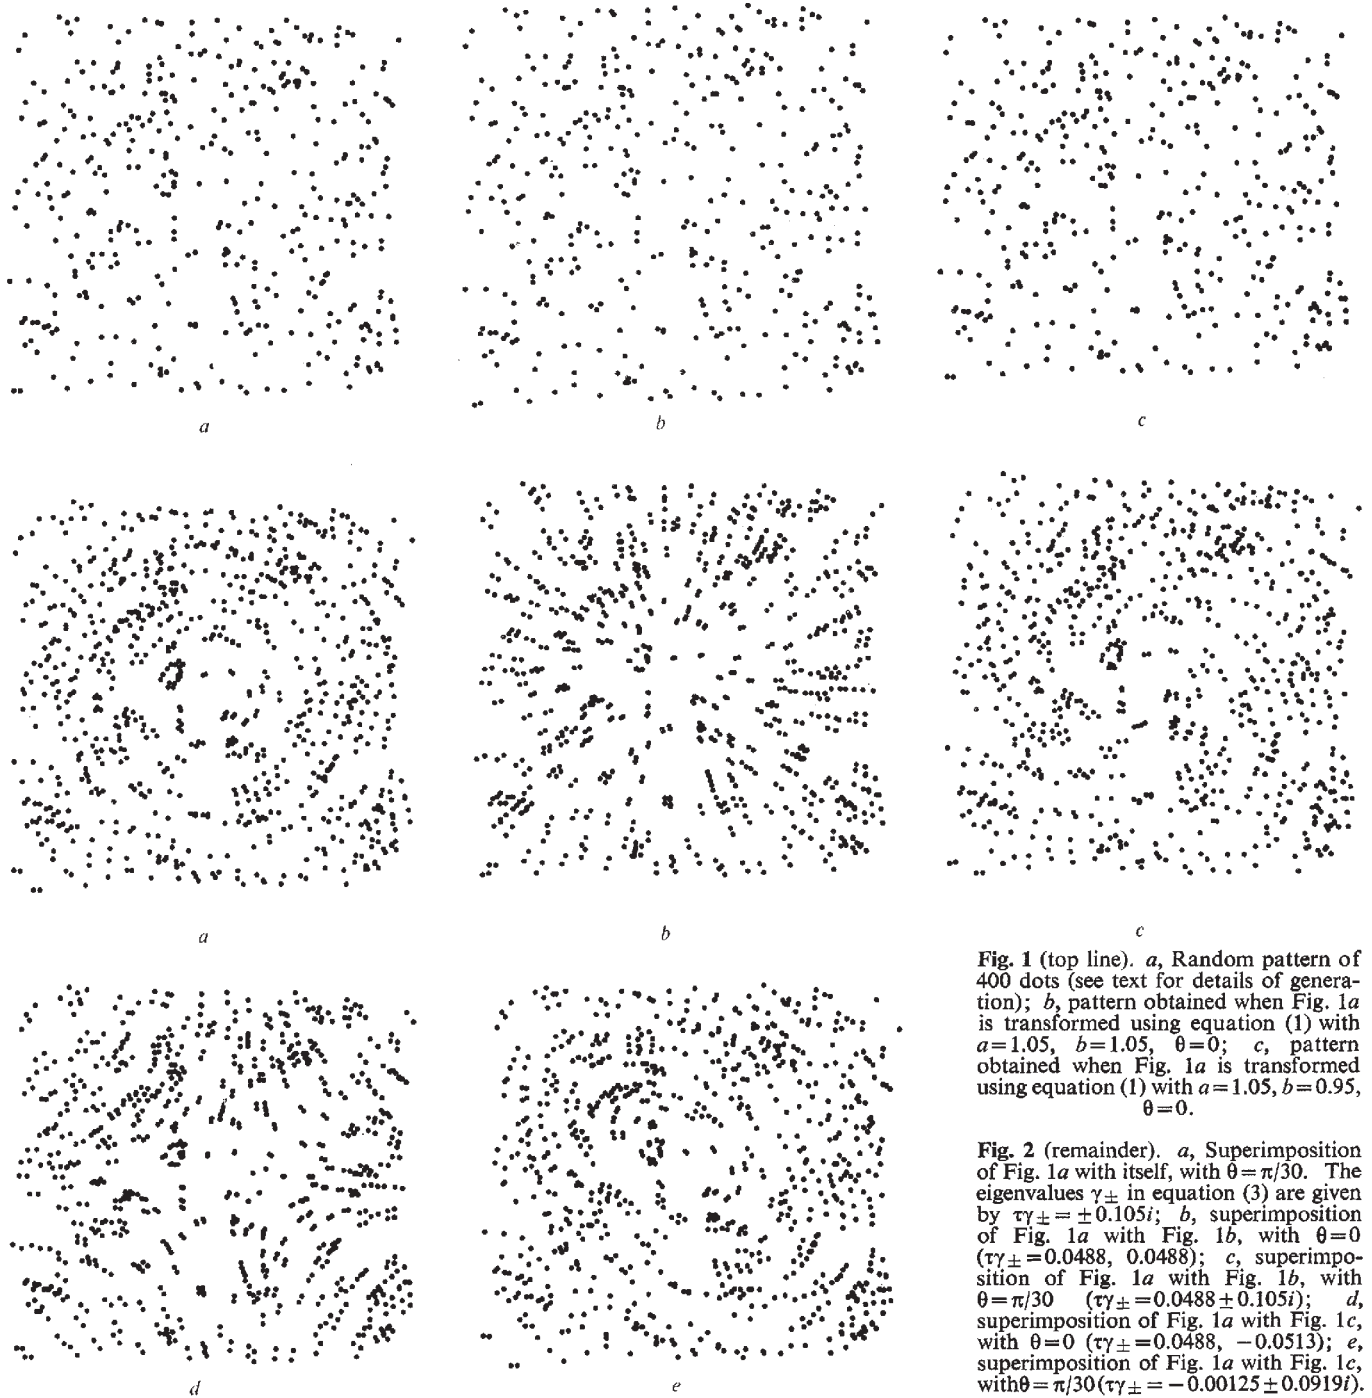 a
b
c
a
b
c
Fig. 1 (top line). a, Random pattern of
400 dots (see text for details of genera-
tion); b, pattern obtained when Fig. 1a
is transformed using equation (1) with
a=1.05, b=1.05, θ=0; c, pattern
obtained when Fig. 1a is transformed
using equation (1) with a=1.05, b=0.95,
θ=0.
Fig. 2 (remainder). a, Superimposition
of Fig. 1a with itself, with θ=π/30. The
eigenvalues γ± in equation (3) are given
by τγ±=±0.105i; b, superimposition
of Fig. 1a with Fig. 1b, with θ=0
(τγ±=0.0488, 0.0488); c, superimpo-
sition of Fig. 1a with Fig. 1b, with
θ=π/30 (τγ±=0.0488±0.105i); d,
superimposition of Fig. 1a with Fig. 1c,
with θ=0 (τγ±=0.0488, −0.0513); e,
superimposition of Fig. 1a with Fig. 1c,
withθ=π/30(τγ±=−0.00125±0.0919i).
d
e